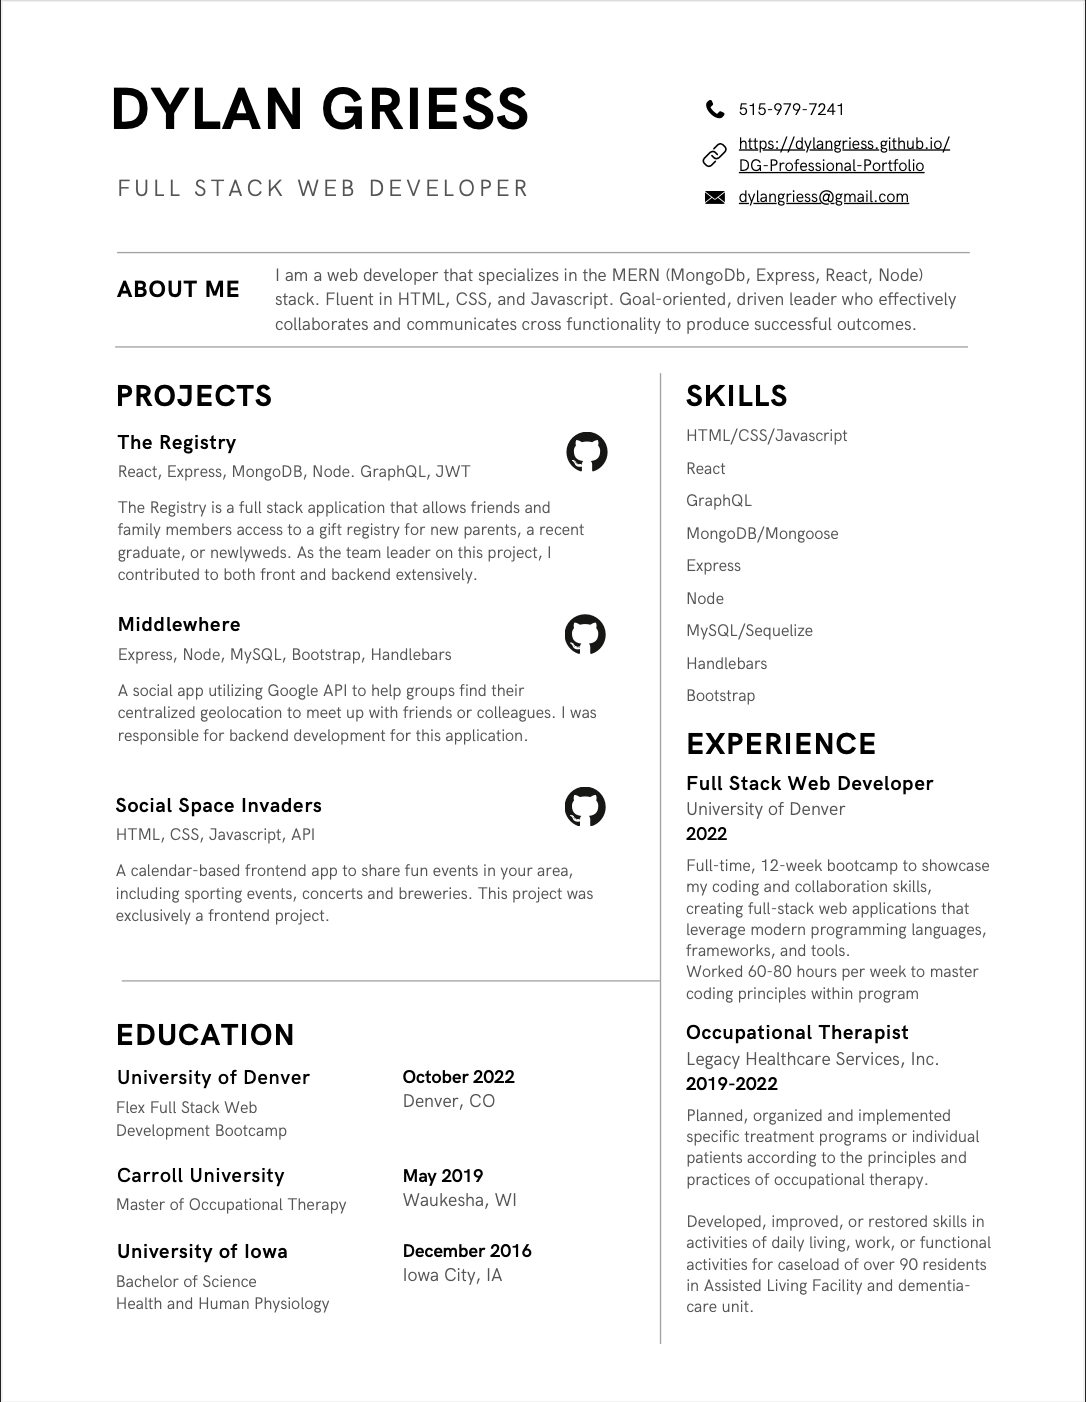 DYLAN GRIESS
FULL STACK WEB DEVELOPER
515-979-7241
https://dylangriess.github.io/
DG-Professional-Portfolio
dylangriess@gmail.com
ABOUT ME
I am a web developer that specializes in the MERN (MongoDb, Express, React, Node)
stack. Fluent in HTML, CSS, and Javascript. Goal-oriented, driven leader who effectively
collaborates and communicates cross functionality to produce successful outcomes.
PROJECTS
The Registry
React, Express, MongoDB, Node. GraphQL, JWT
The Registry is a full stack application that allows friends and
family members access to a gift registry for new parents, a recent
graduate, or newlyweds. As the team leader on this project, I
contributed to both front and backend extensively.
Middlewhere
Express, Node, MySQL, Bootstrap, Handlebars
A social app utilizing Google API to help groups find their
centralized geolocation to meet up with friends or colleagues. I was
responsible for backend development for this application.
Social Space Invaders
HTML, CSS, Javascript, API
A calendar-based frontend app to share fun events in your area,
including sporting events, concerts and breweries. This project was
exclusively a frontend project.
EDUCATION
University of Denver
October 2022
Denver, CO
Flex Full Stack Web
Development Bootcamp
Carroll University
May 2019
Waukesha, WI
Master of Occupational Therapy
University of Iowa
December 2016
Iowa City, IA
Bachelor of Science
Health and Human Physiology
SKILLS
HTML/CSS/Javascript
React
GraphQL
MongoDB/Mongoose
Express
Node
MySQL/Sequelize
Handlebars
Bootstrap
EXPERIENCE
Full Stack Web Developer
University of Denver
2022
Full-time, 12-week bootcamp to showcase
my coding and collaboration skills,
creating full-stack web applications that
leverage modern programming languages,
frameworks, and tools.
Worked 60-80 hours per week to master
coding principles within program
Occupational Therapist
Legacy Healthcare Services, Inc.
2019-2022
Planned, organized and implemented
specific treatment programs or individual
patients according to the principles and
practices of occupational therapy.
Developed, improved, or restored skills in
activities of daily living, work, or functional
activities for caseload of over 90 residents
in Assisted Living Facility and dementia-
care unit.